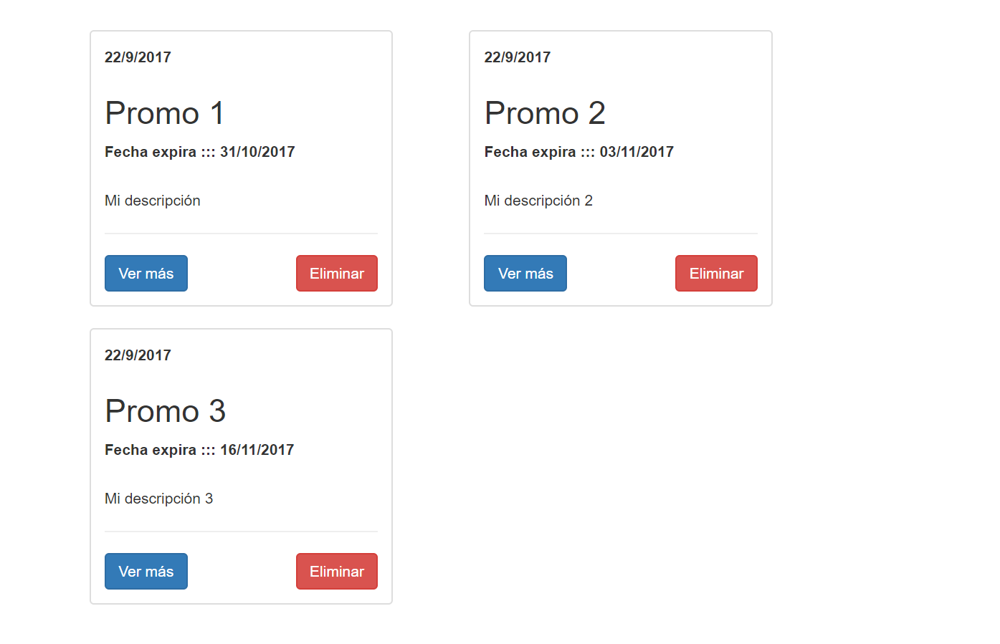 22/9/2017
Promo 1
Fecha expira ::: 31/10/2017
Mi descripción
Ver más
Eliminar
22/9/2017
Promo 2
Fecha expira ::: 03/11/2017
Mi descripción 2
Ver más
Eliminar
22/9/2017
Promo 3
Fecha expira ::: 16/11/2017
Mi descripción 3
Ver más
Eliminar